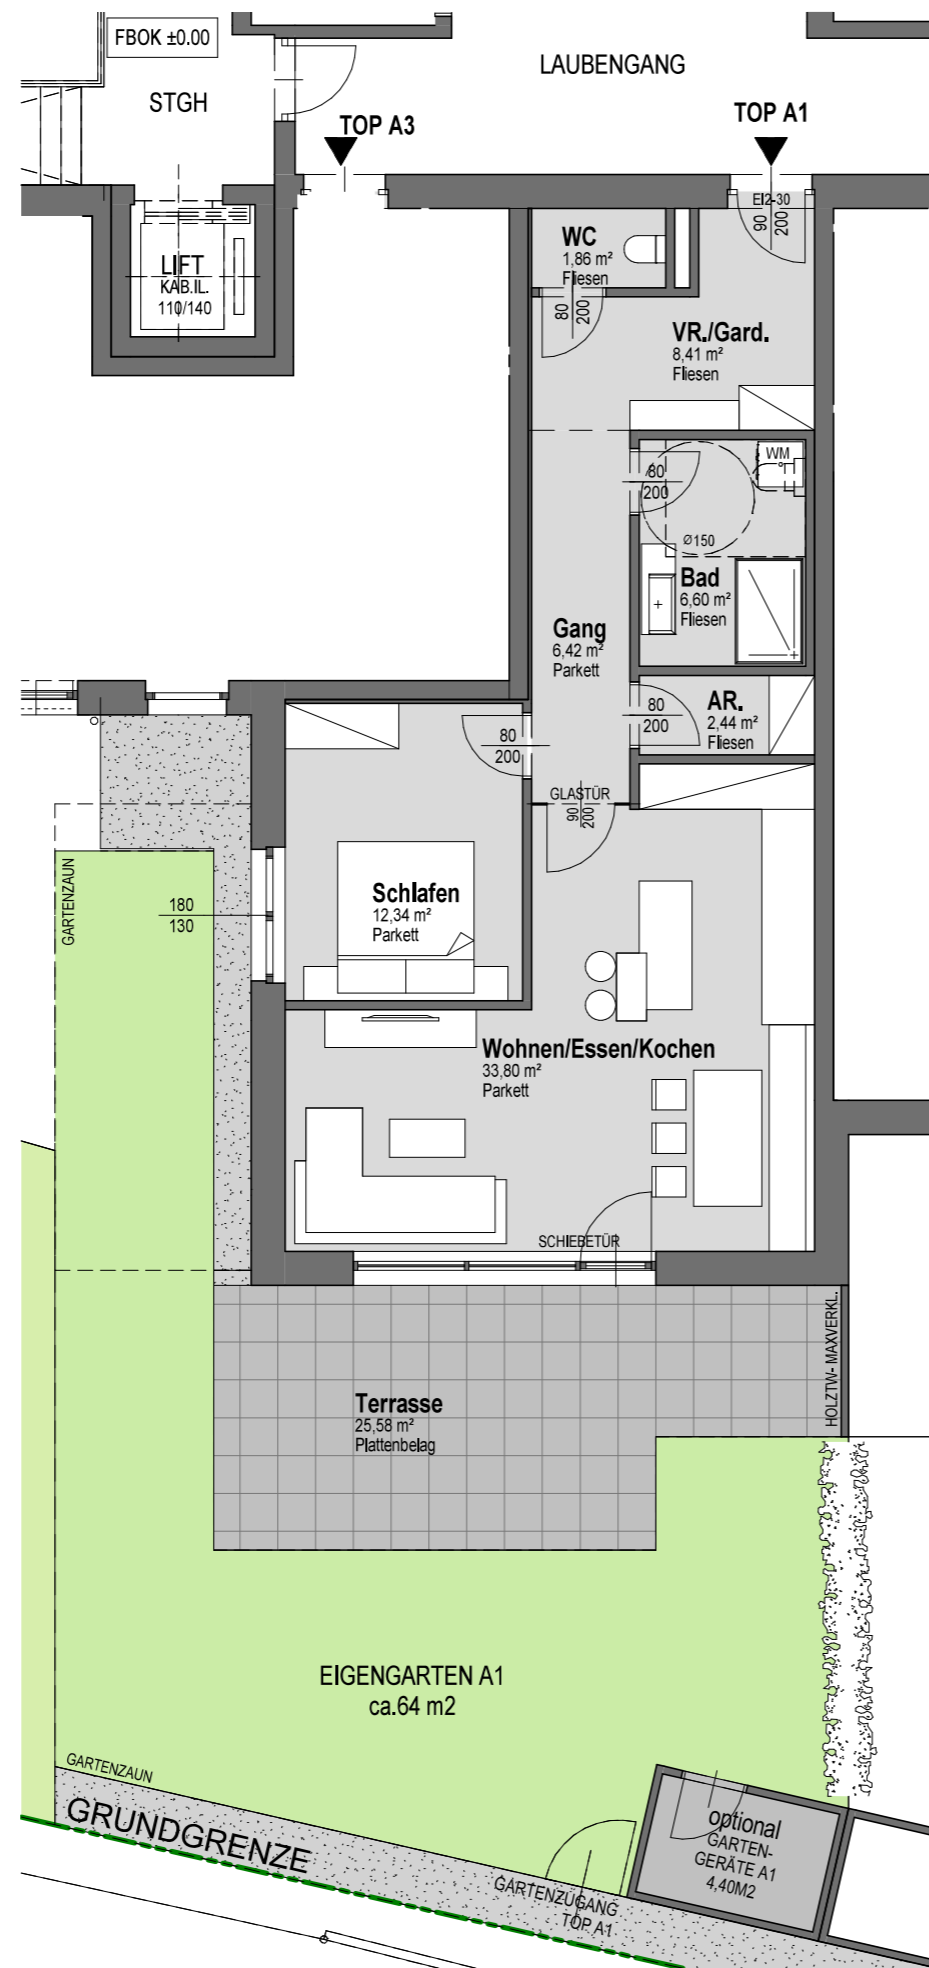 FBOK ±0.00
STGH
LAUBENGANG
TOP A3
TOP A1
EI2-30
90
200
LIFT
KAB.IL.
110/140
WC
1,86 m²
Fliesen
80
200
VR./Gard.
8,41 m²
Fliesen
WM
80
200
Ø150
Bad
6,60 m²
Fliesen
Gang
6,42 m²
Parkett
AR.
2,44 m²
Fliesen
80
200
80
200
GLASTÜR
90
200
GARTENZAUN
180
130
Schlafen
12,34 m²
Parkett
Wohnen/Essen/Kochen
33,80 m²
Parkett
SCHIEBETÜR
HOLZTW- MAXVERKL.
Terrasse
25,58 m²
Plattenbelag
EIGENGARTEN A1
ca.64 m2
GARTENZAUN
GRUNDGRENZE
optional
GARTEN-
GERÄTE A1
4,40M2
GARTENZUGANG
TOP A1